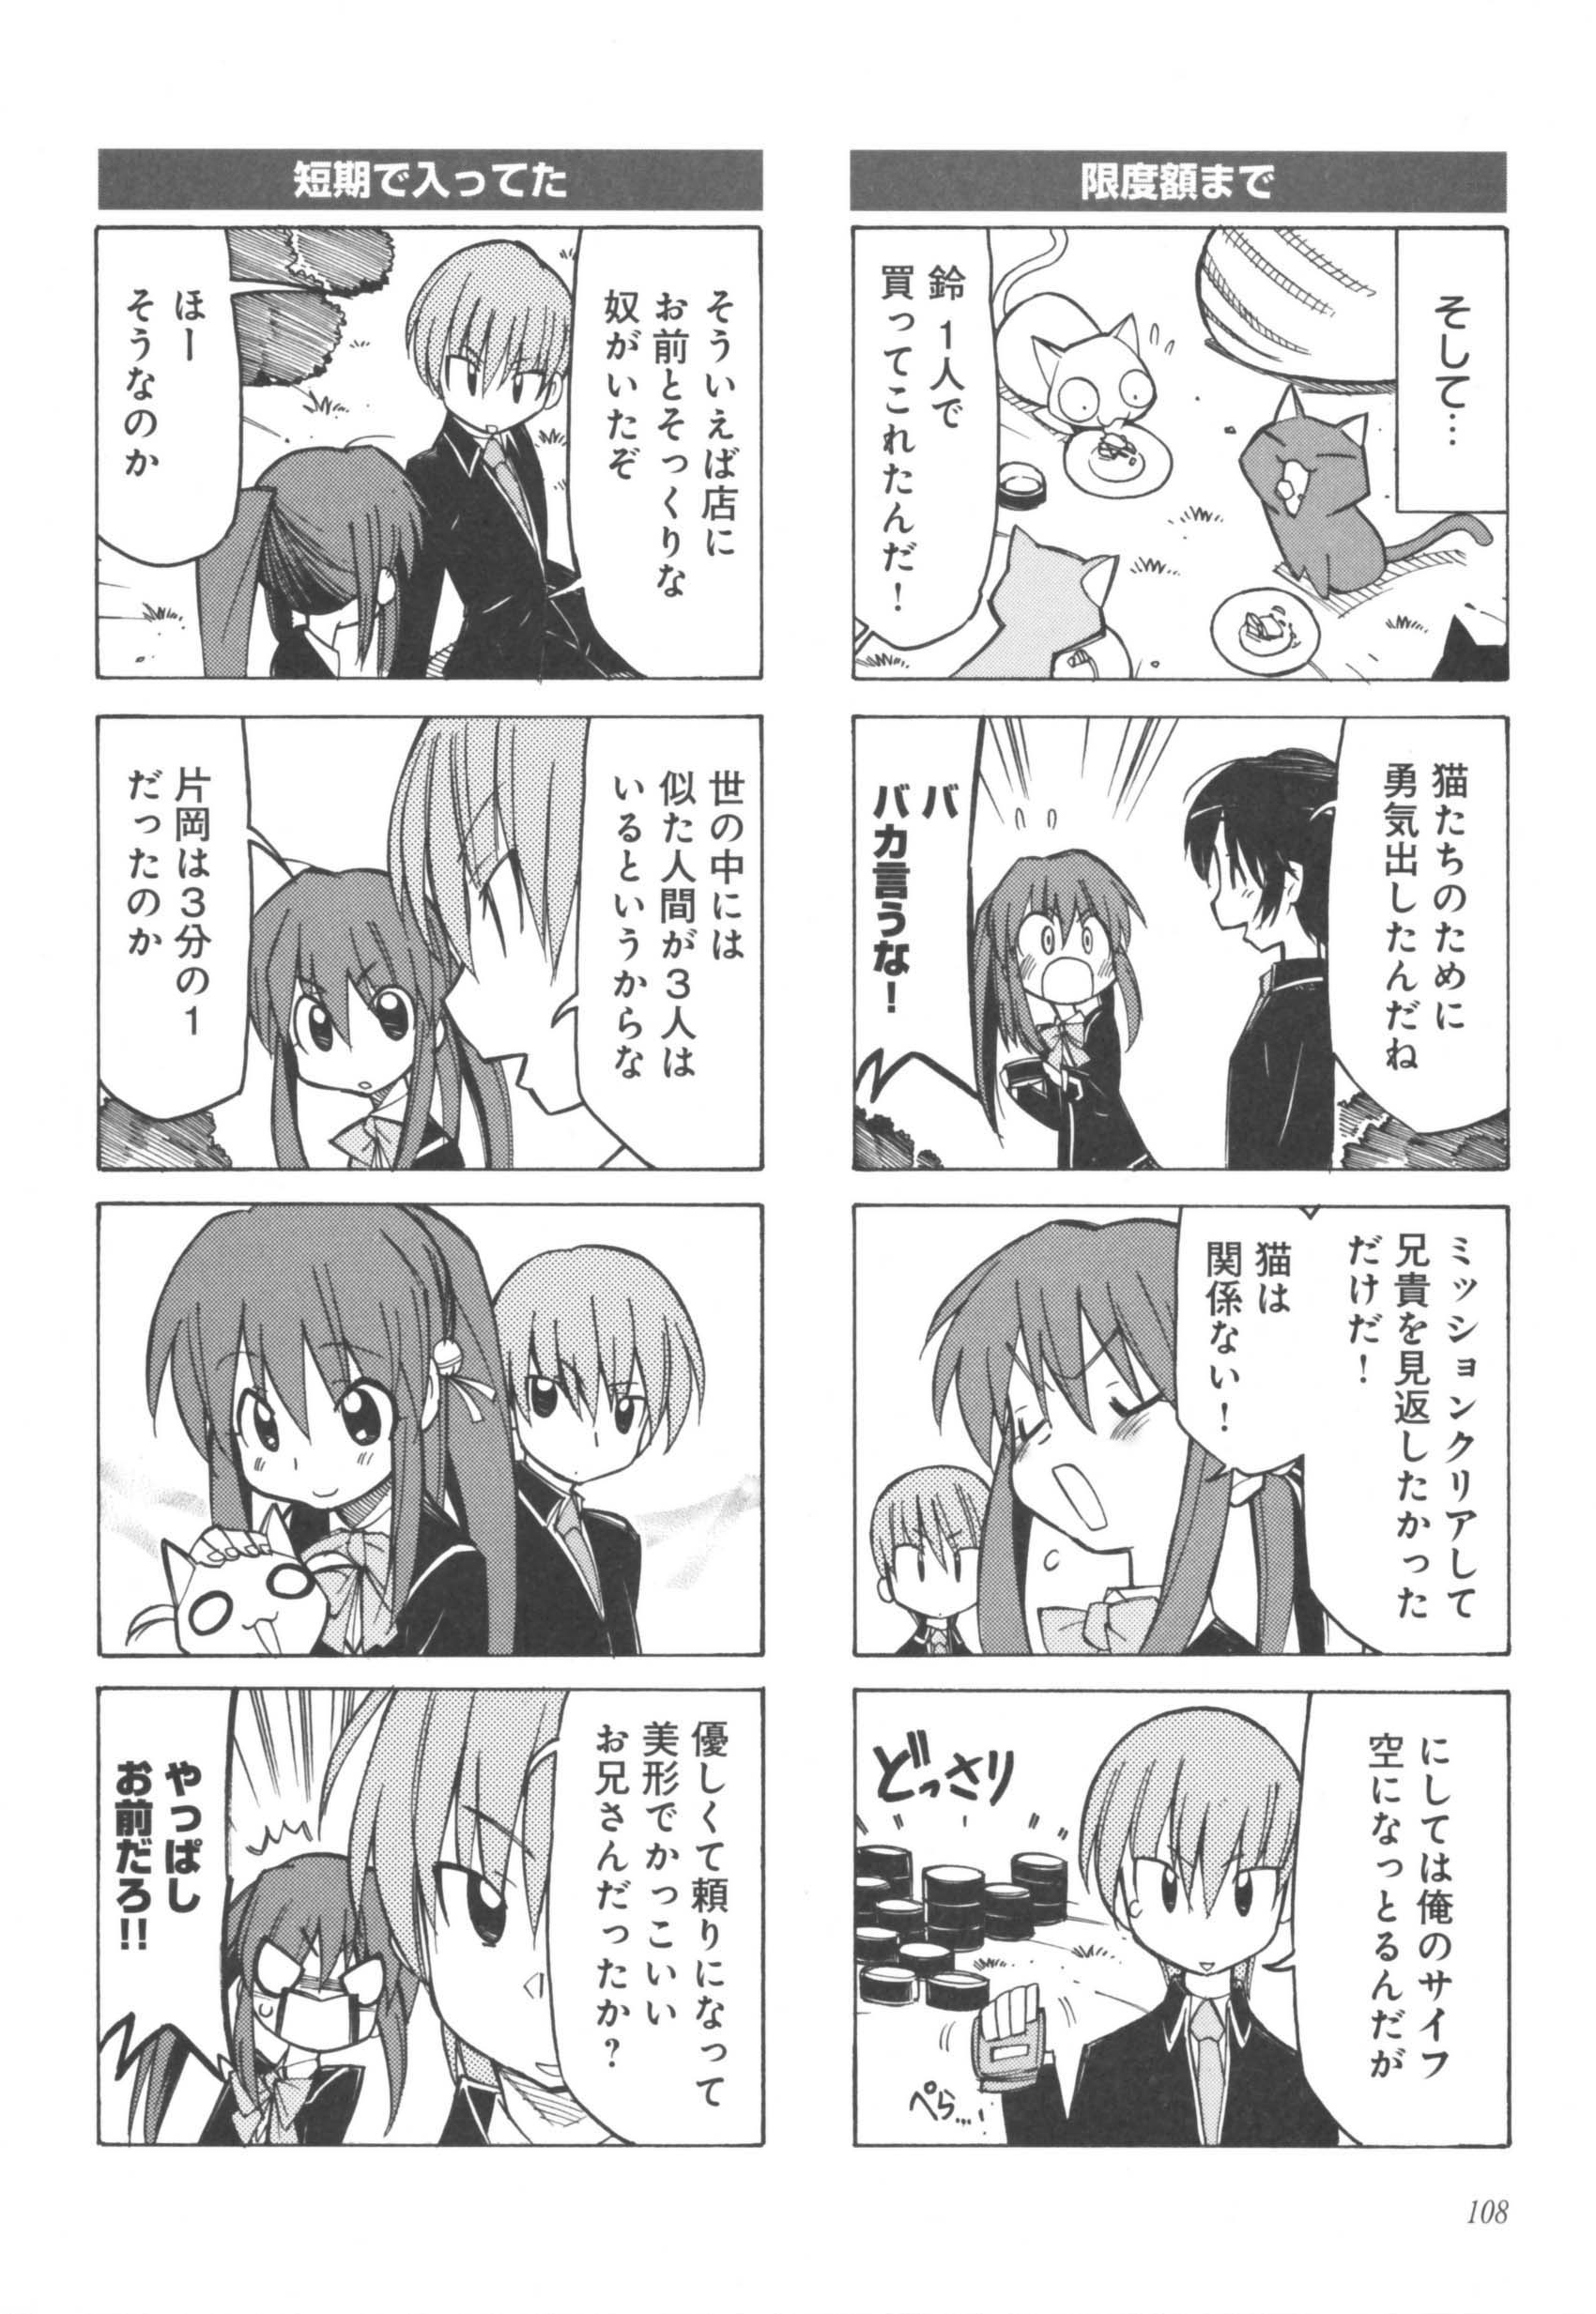 限度額まで
そして…
鈴1人で
買ってこれたんだ!
猫たちのために
勇気出したんだね
バ
バカ言うな!
ミッションクリアして
兄貴を見返したかった
だけだ!
猫は
関係ない!
にしては俺のサイフ
空になっとるんだが
どっさり
ぺら…
短期で入ってた
そういえば店に
お前とそっくりな
奴がいたぞ
ほー
そうなのか
世の中には
似た人間が3人は
いるというからな
片岡は3分の1
だったのか
優しくて頼りになって
美形でかっこいい
お兄さんだったか?
やっぱし
お前だろ!!
108